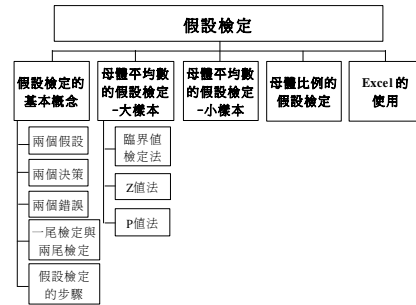 假設檢定
假設檢定的
基本概念
母體平均數
的假設檢定
-大樣本
母體平均數
的假設檢定
-小樣本
母體比例的
假設檢定
Excel的
使用
兩個假設
兩個決策
兩個錯誤
一尾檢定與
兩尾檢定
假設檢定
的步驟
臨界值
檢定法
Z值法
P值法